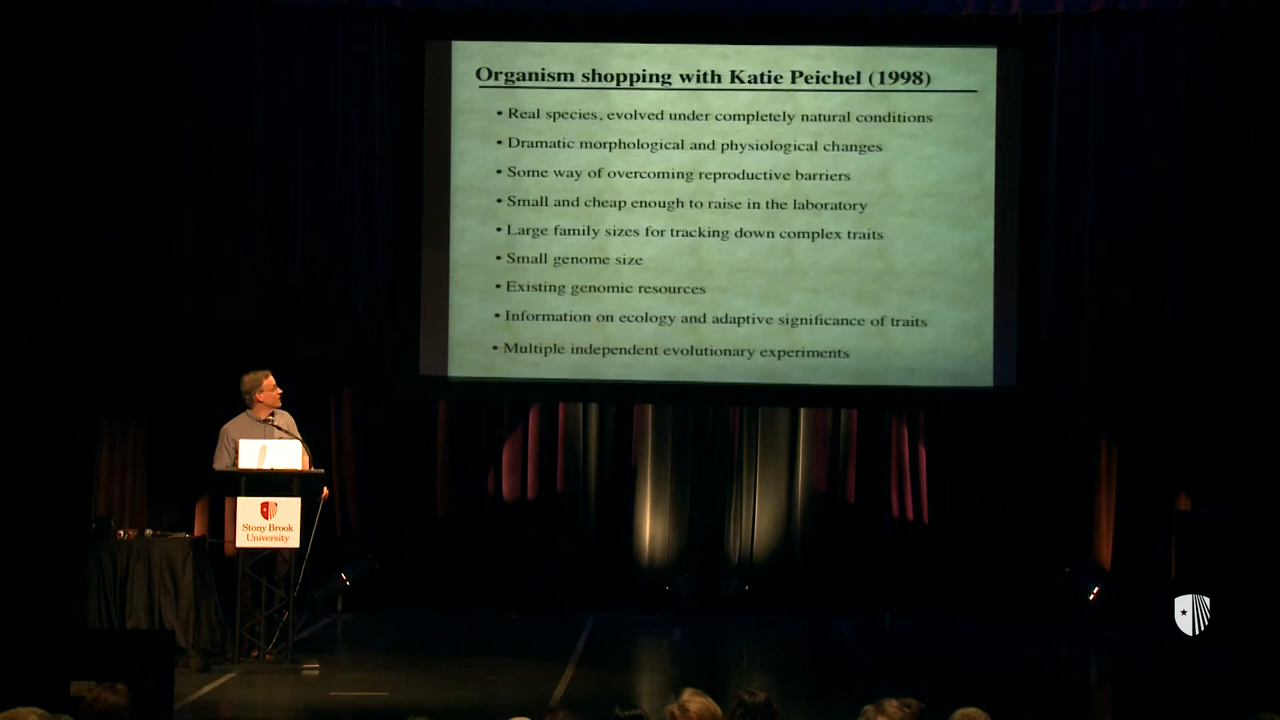 Organism shopping with Katie Peichel (1998)
• Real species, evolved under completely natural conditions
• Dramatic morphological and physiological changes
• Some way of overcoming reproductive barriers
• Small and cheap enough to raise in the laboratory
• Large family sizes for tracking down complex traits
• Small genome size
• Existing genomic resources
• Information on ecology and adaptive significance of traits
• Multiple independent evolutionary experiments
Stony Brook
University